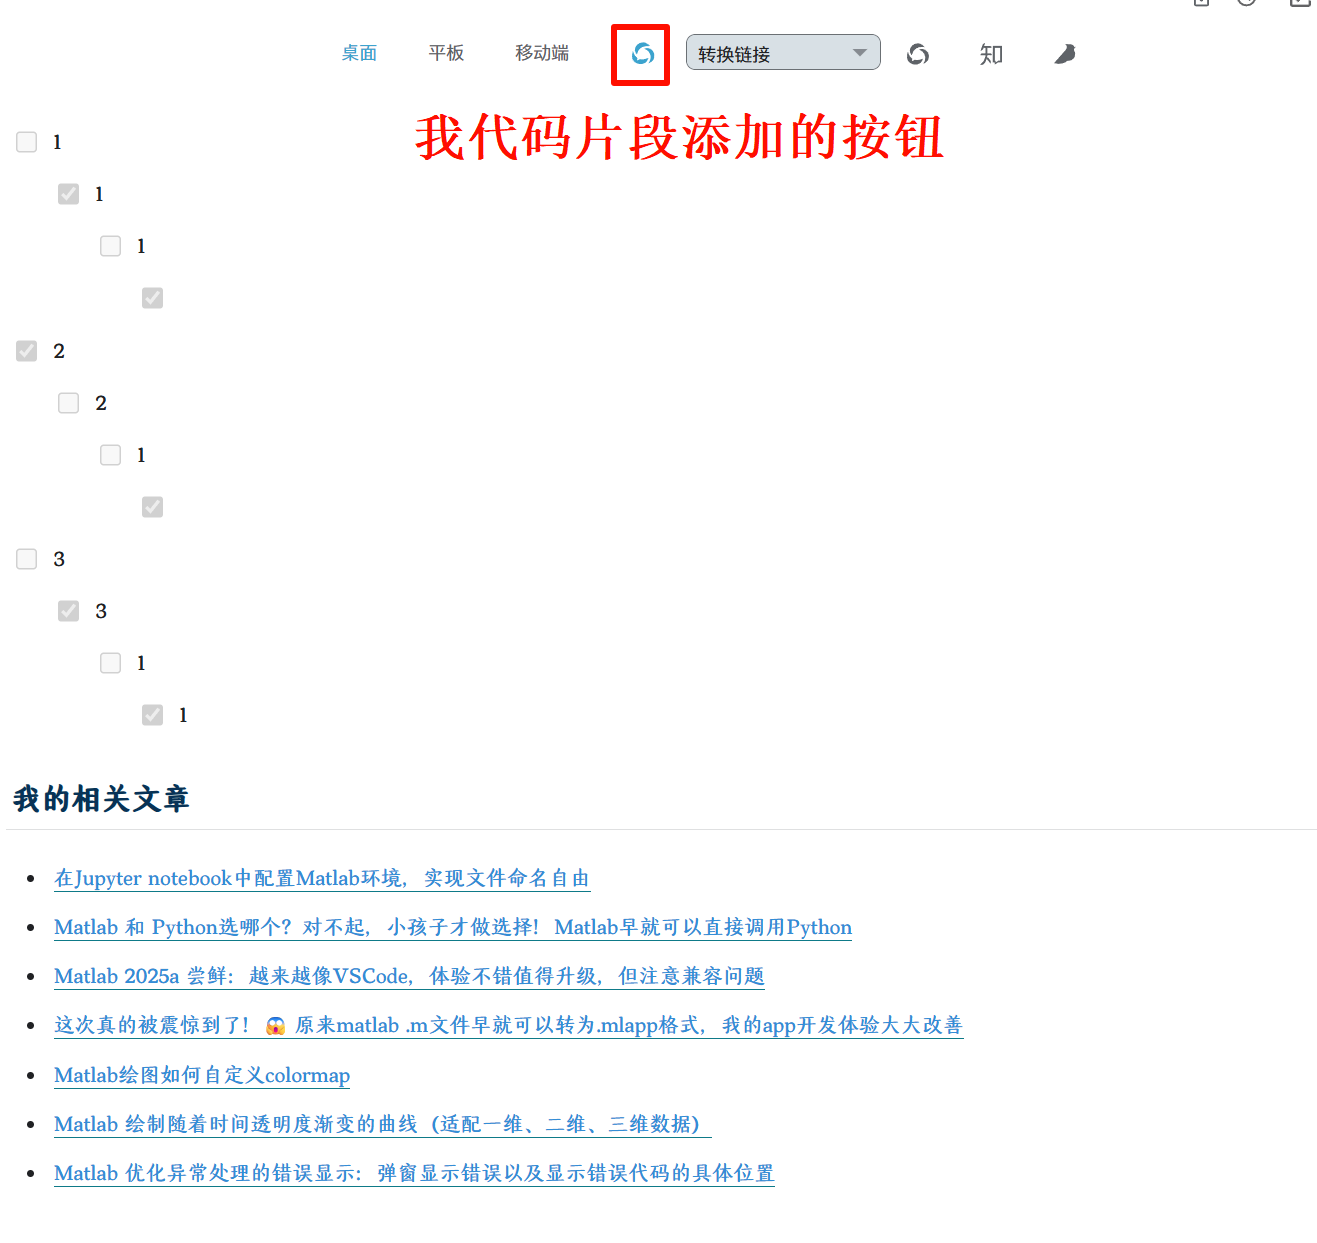 桌面 平板 移动端 转换链接 知
我代码片段添加的按钮
1
1
1
2
2
1
3
3
1
1
我的相关文章
在Jupyter notebook中配置Matlab环境，实现文件命名自由
Matlab 和 Python选哪个？对不起，小孩子才做选择！Matlab早就可以直接调用Python
Matlab 2025a 尝鲜：越来越像VSCode，体验不错值得升级，但注意兼容问题
这次真的被震惊到了！😱 原来matlab .m文件早就可以转为.mlapp格式，我的app开发体验大大改善
Matlab绘图如何自定义colormap
Matlab 绘制随着时间透明度渐变的曲线（适配一维、二维、三维数据）
Matlab 优化异常处理的错误显示：弹窗显示错误以及显示错误代码的具体位置